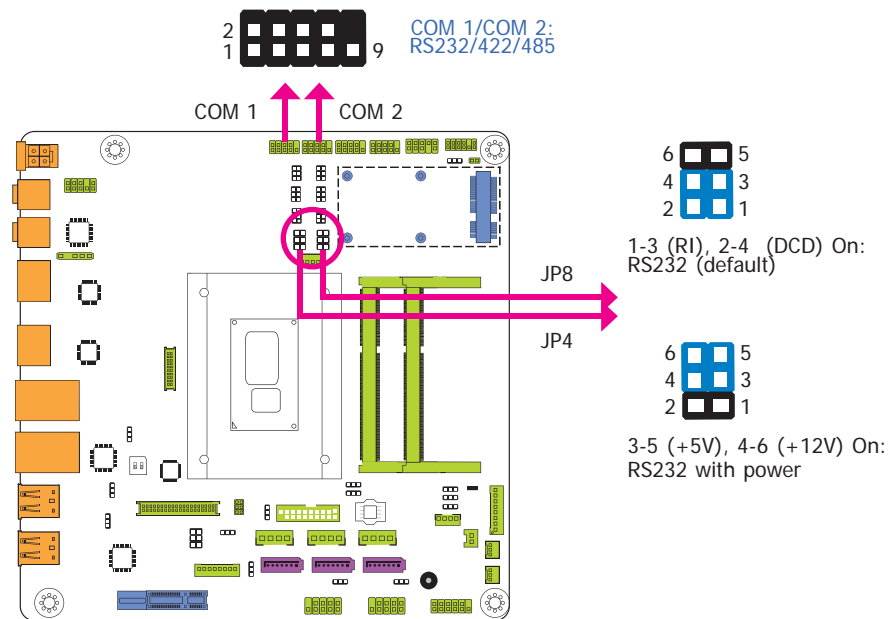 2
1
9
COM 1/COM 2:
RS232/422/485
COM 1
COM 2
6
5
4
3
2
1
1-3 (RI), 2-4 (DCD) On:
RS232 (default)
JP8
JP4
6
5
4
3
2
1
3-5 (+5V), 4-6 (+12V) On:
RS232 with power